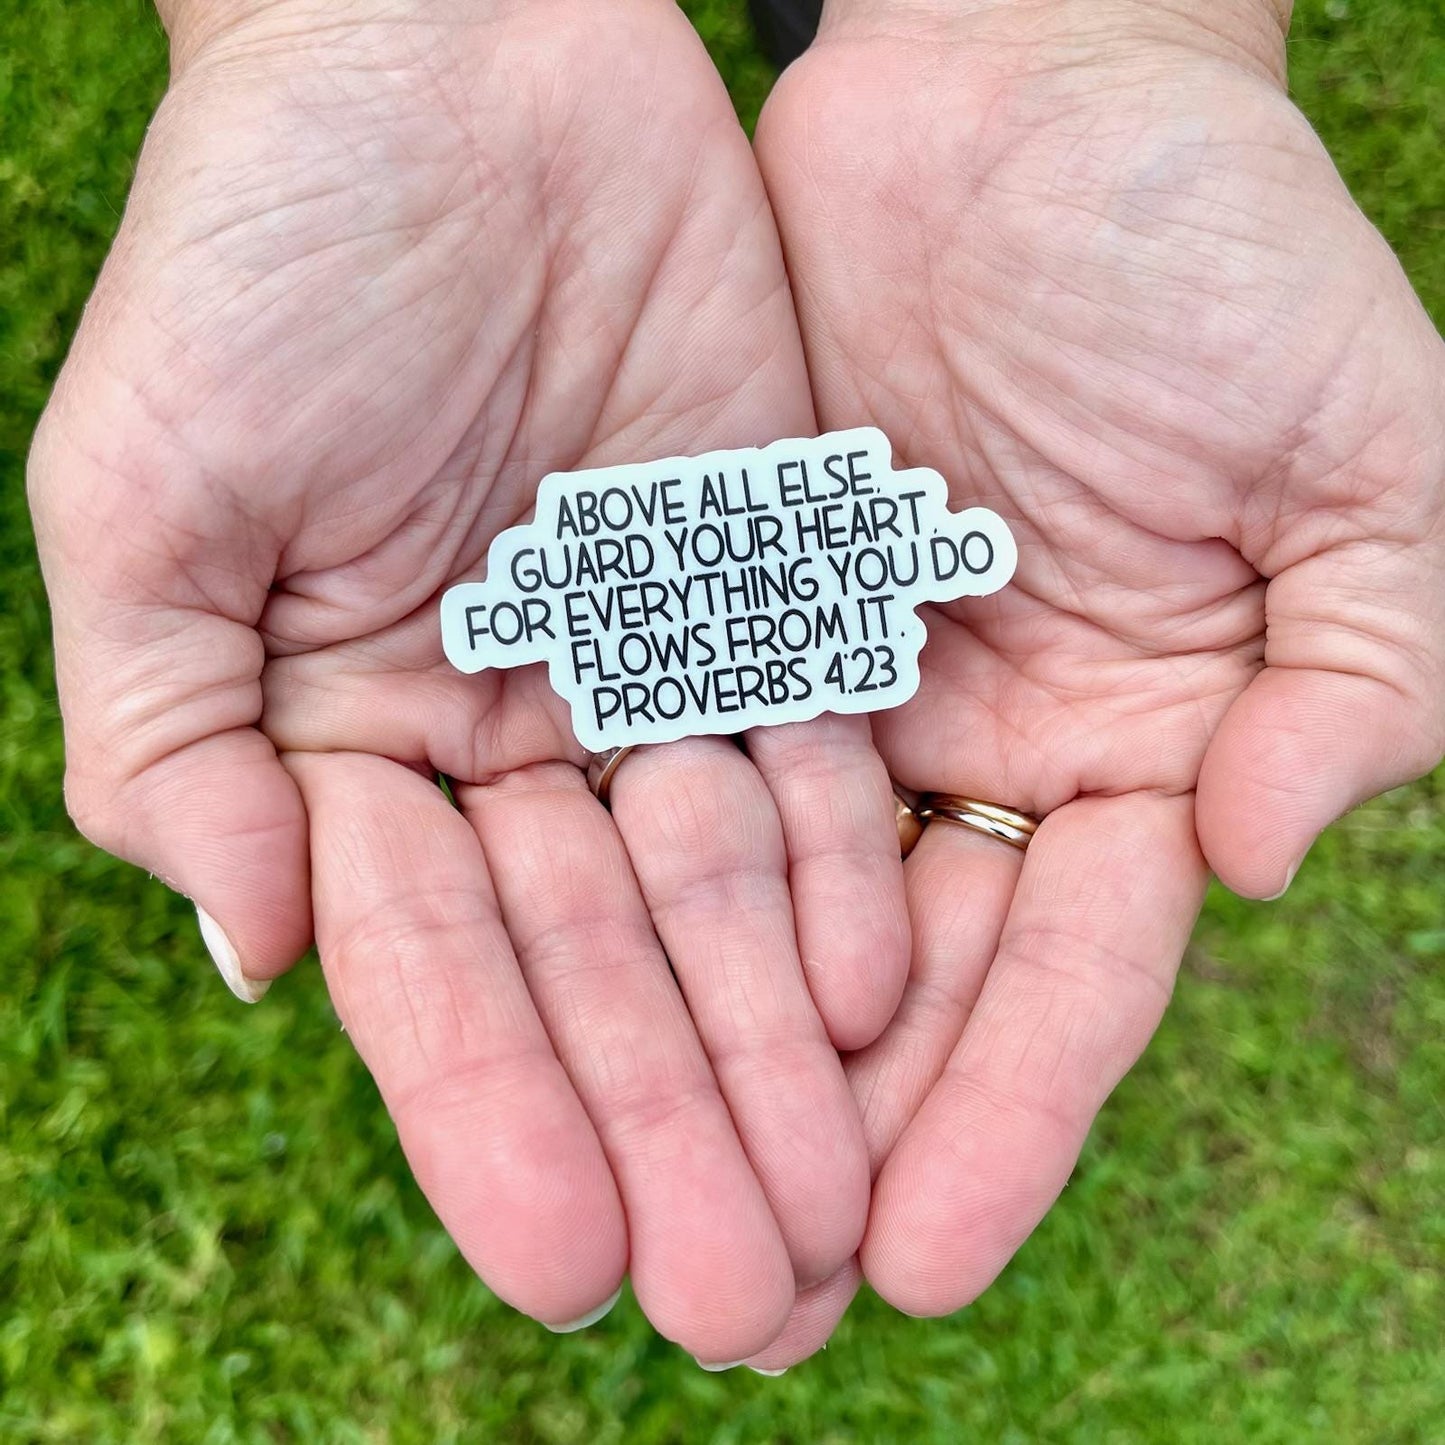 ABOVE ALL ELSE,
GUARD YOUR HEART,
FOR EVERYTHING YOU DO
FLOWS FROM IT.
PROVERBS 4:23